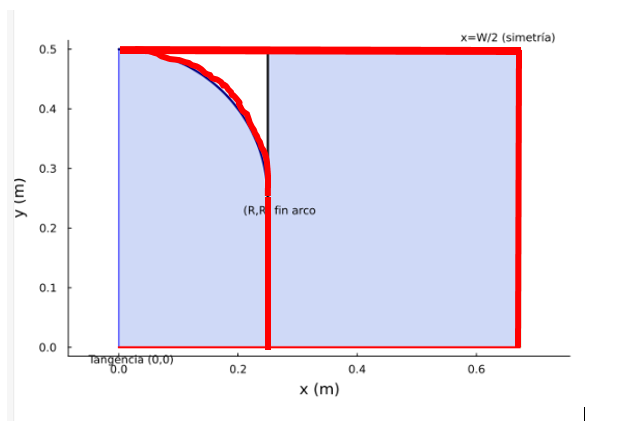 x=W/2 (simetría)
0.5
0.4
0.3
(R,R) fin arco
0.2
0.1
0.0
Tangencia (0,0)
0.0 0.2 0.4 0.6
x (m)
y (m)